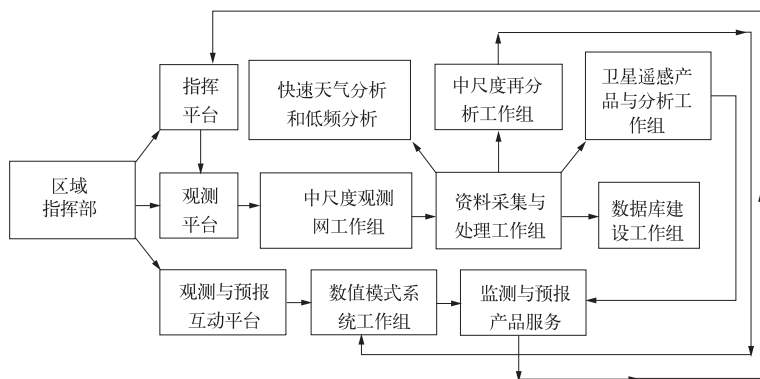 指挥
平台
快速天气分析
和低频分析
中尺度再分
析工作组
卫星遥感产
品与分析工
作组
区域
指挥部
观测
平台
中尺度观测
网工作组
资料采集与
处理工作组
数据库建
设工作组
观测与预报
互动平台
数值模式系
统工作组
监测与预报
产品服务